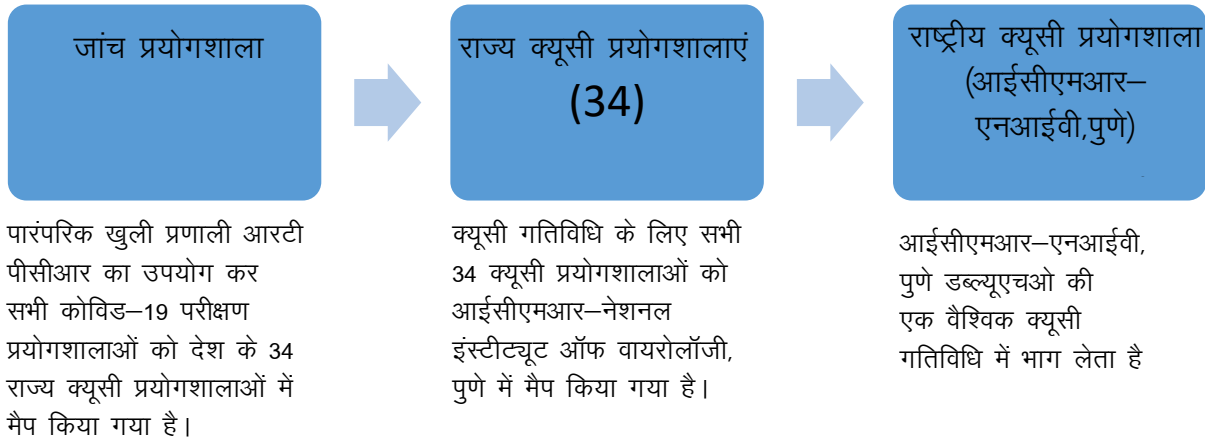 जांच प्रयोगशाला
राज्य क्यूसी प्रयोगशालाएं
(34)
राष्ट्रीय क्यूसी प्रयोगशाला
(आईसीएमआर–
एनआईवी,पुणे)
पारंपरिक खुली प्रणाली आरटी
पीसीआर का उपयोग कर
सभी कोविड–19 परीक्षण
प्रयोगशालाओं को देश के 34
राज्य क्यूसी प्रयोगशालाओं में
मैप किया गया है।
क्यूसी गतिविधि के लिए सभी
34 क्यूसी प्रयोगशालाओं को
आईसीएमआर–नेशनल
इंस्टीट्यूट ऑफ वायरोलॉजी,
पुणे में मैप किया गया है।
आईसीएमआर–एनआईवी,
पुणे डब्ल्यूएचओ की
एक वैश्विक क्यूसी
गतिविधि में भाग लेता है